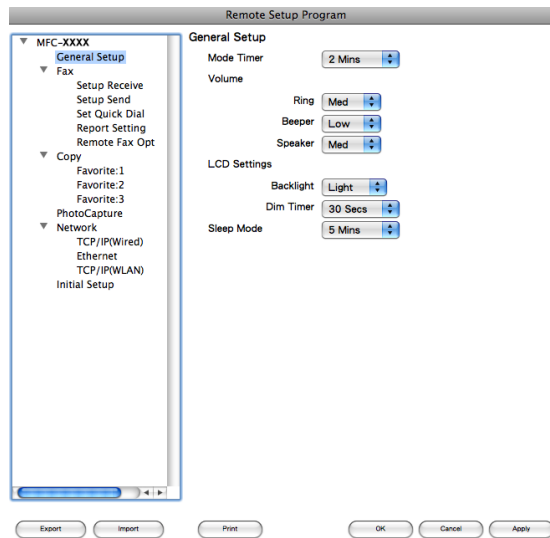 Remote Setup Program
MFC-XXXX
General Setup
Fax
Setup Receive
Setup Send
Set Quick Dial
Report Setting
Remote Fax Opt
Copy
Favorite:1
Favorite:2
Favorite:3
PhotoCapture
Network
TCP/IP(Wired)
Ethernet
TCP/IP(WLAN)
Initial Setup
General Setup
Mode Timer 2 Mins
Volume
Ring Med
Beeper Low
Speaker Med
LCD Settings
Backlight Light
Dim Timer 30 Secs
Sleep Mode 5 Mins
Export Import Print OK Cancel Apply